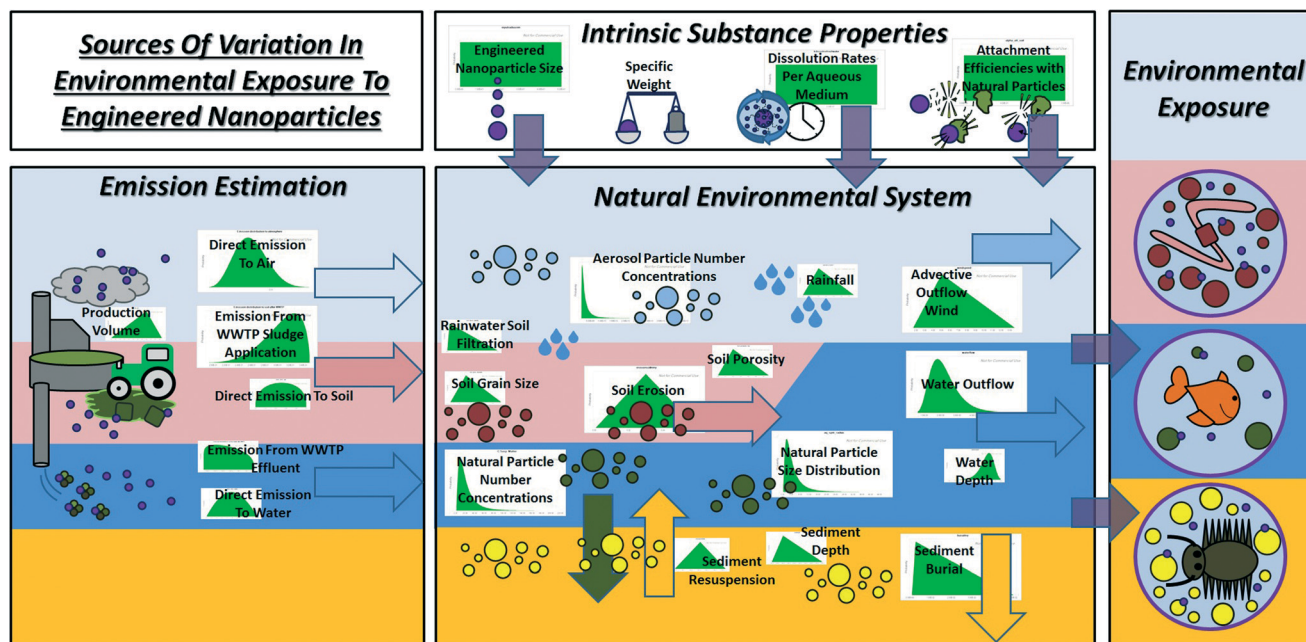 Sources Of Variation In
Environmental Exposure To
Engineered Nanoparticles
Intrinsic Substance Properties
Engineered
Nanoparticle Size
Specific
Weight
Dissolution Rates
Per Aqueous
Medium
Attachment
Efficiencies with
Natural Particles
Environmental
Exposure
Emission Estimation
Direct Emission
To Air
Production
Volume
Emission From
WWTP Sludge
Application
Direct Emission To Soil
Emission From WWTP
Effluent
Direct Emission
To Water
Natural Environmental System
Aerosol Particle Number
Concentrations
Rainfall
Advective
Outflow
Wind
Rainwater Soil
Filtration
Soil Grain Size
Soil Erosion
Soil Porosity
Water Outflow
Natural Particle
Number
Concentrations
Natural Particle
Size Distribution
Water
Depth
Sediment
Resuspension
Sediment
Depth
Sediment
Burial